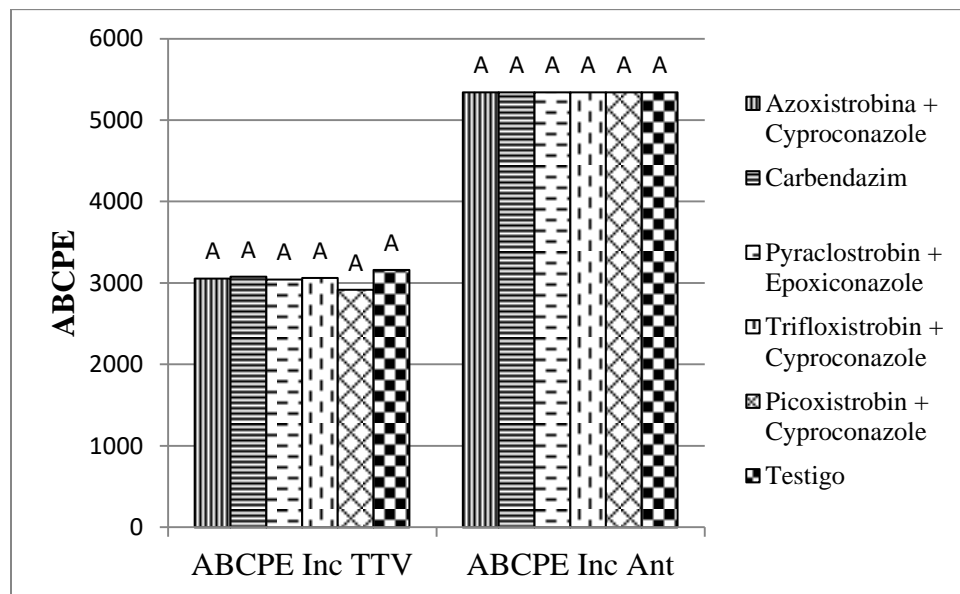 ABCPE
6000
5000
4000
3000
2000
1000
0
A A A A A A
A A A A A A
ABCPE Inc TTV
ABCPE Inc Ant
Azoxistrobina +
Cyproconazole
Carbendazim
Pyraclostrobin +
Epoxiconazole
Trifloxistrobin +
Cyproconazole
Picoxistrobin +
Cyproconazole
Testigo